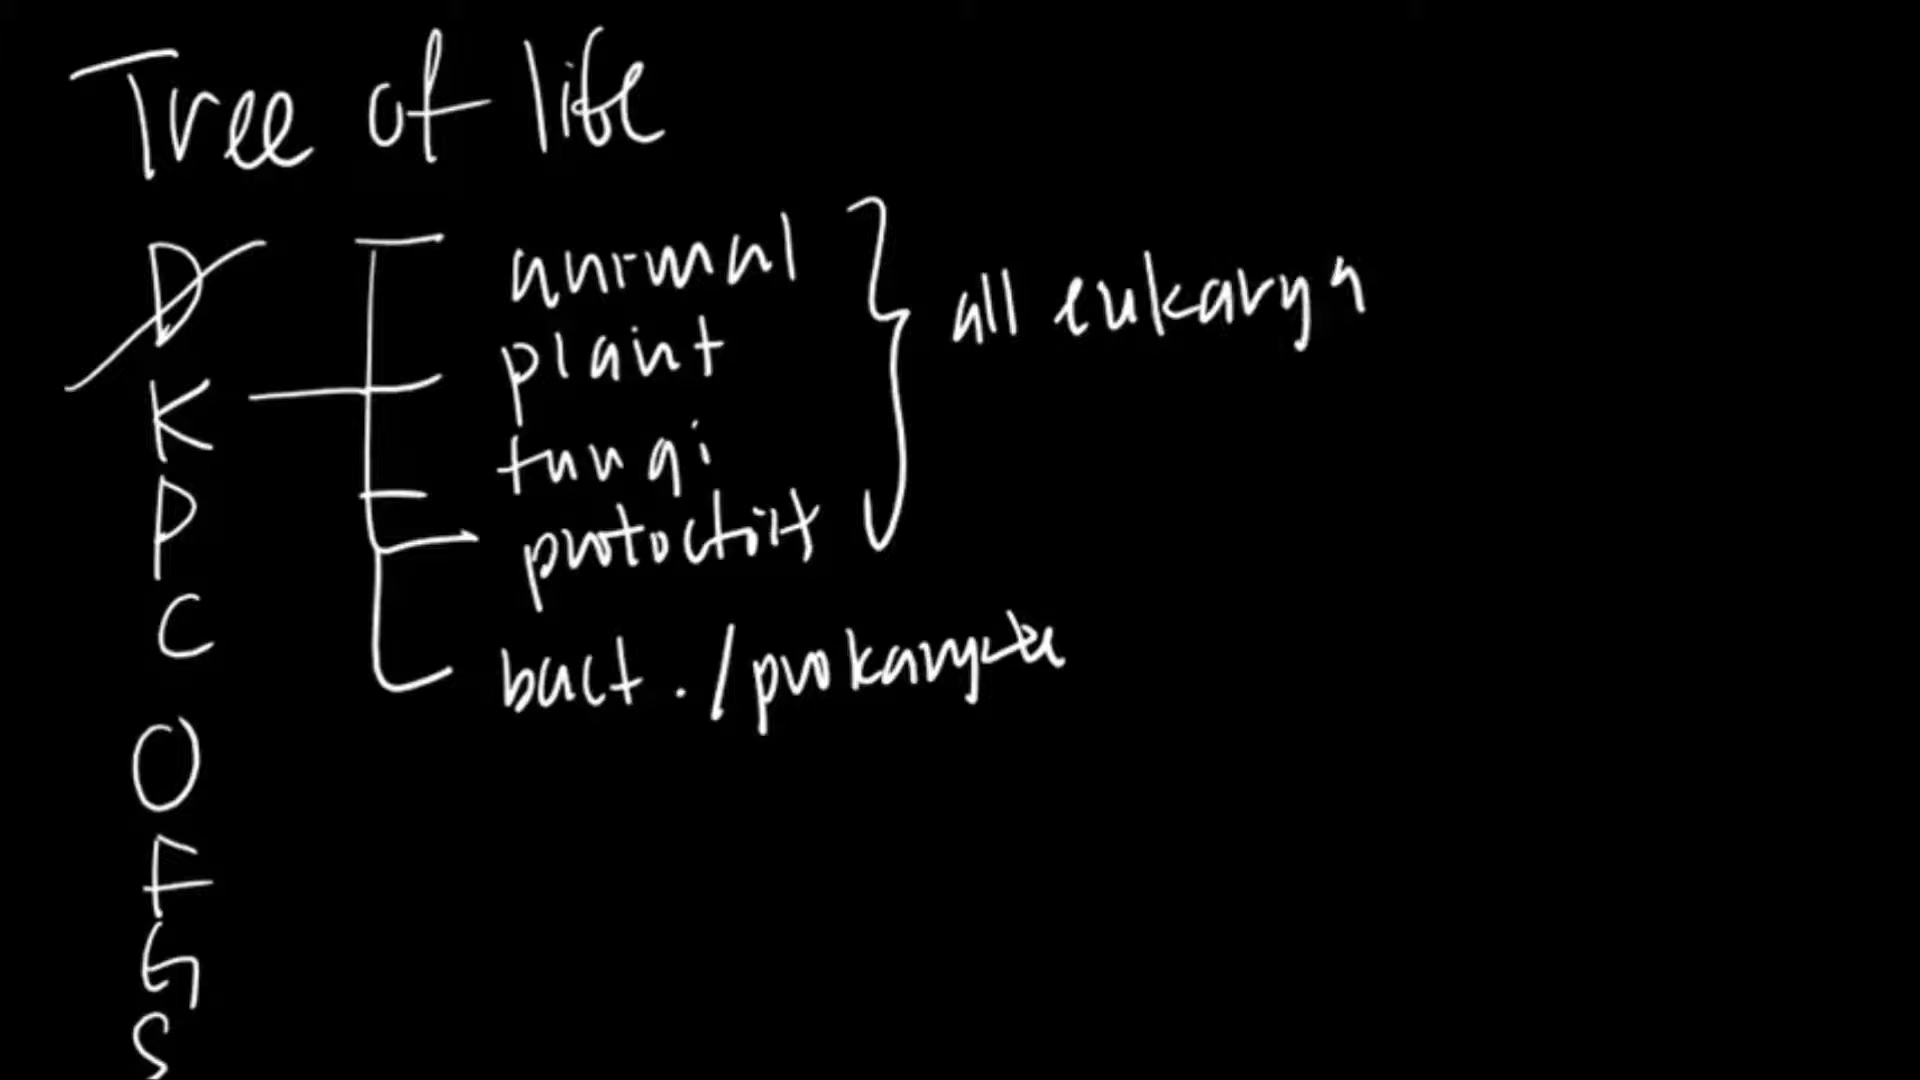 Tree of life
D
animal
plant
all eukarya
K
fungi
P
protoctist
C
bact. / prokaryote
O
F
G
S